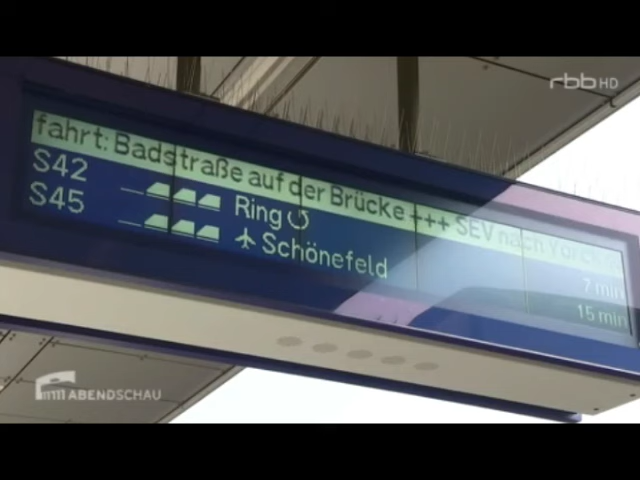 rbb HD
fahrt: Badstraße auf der Brücke +++ SEV nach
S42 Ring 7 min
S45 Schönefeld 15 min
ABENDSCHAU